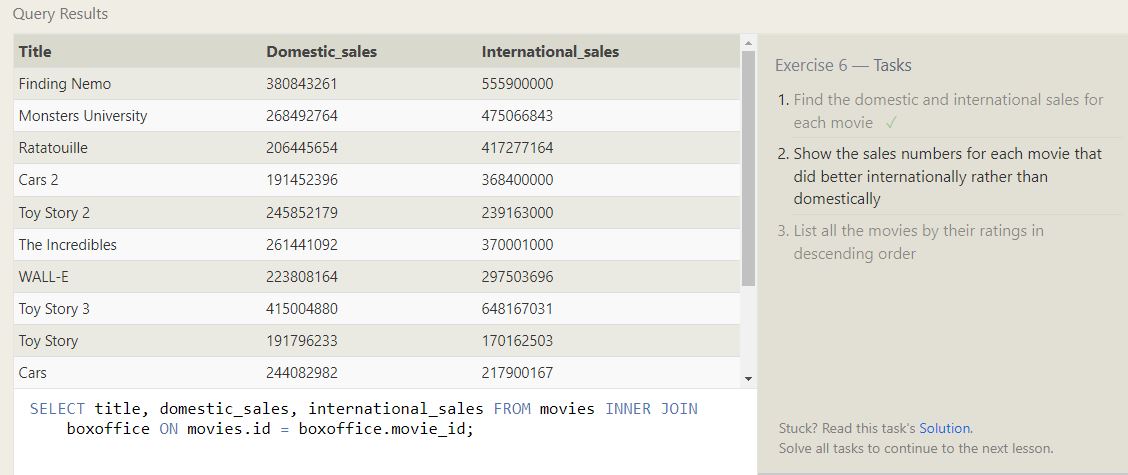 Query Results
Title Domestic_sales International_sales
Finding Nemo 380843261 555900000
Monsters University 268492764 475066843
Ratatouille 206445654 417277164
Cars 2 191452396 368400000
Toy Story 2 245852179 239163000
The Incredibles 261441092 370001000
WALL-E 223808164 297503696
Toy Story 3 415004880 648167031
Toy Story 191796233 170162503
Cars 244082982 217900167
SELECT title, domestic_sales, international_sales FROM movies INNER JOIN
boxoffice ON movies.id = boxoffice.movie_id;
Exercise 6 — Tasks
1. Find the domestic and international sales for
each movie ✓
2. Show the sales numbers for each movie that
did better internationally rather than
domestically
3. List all the movies by their ratings in
descending order
Stuck? Read this task's Solution.
Solve all tasks to continue to the next lesson.